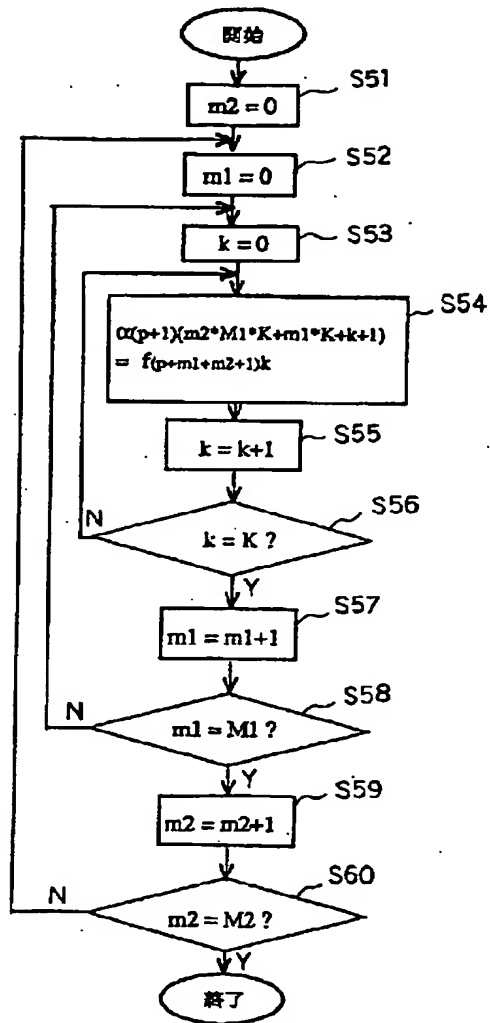 開始
S51
m2 = 0
S52
m1 = 0
S53
k = 0
S54
α(p+1)(m2*M1*K+m1*K+k+1)
= f(p+m1+m2+1)k
S55
k = k+1
S56
N
k = K ?
Y
S57
m1 = m1+1
S58
N
m1 = M1 ?
Y
S59
m2 = m2+1
S60
N
m2 = M2 ?
Y
終了